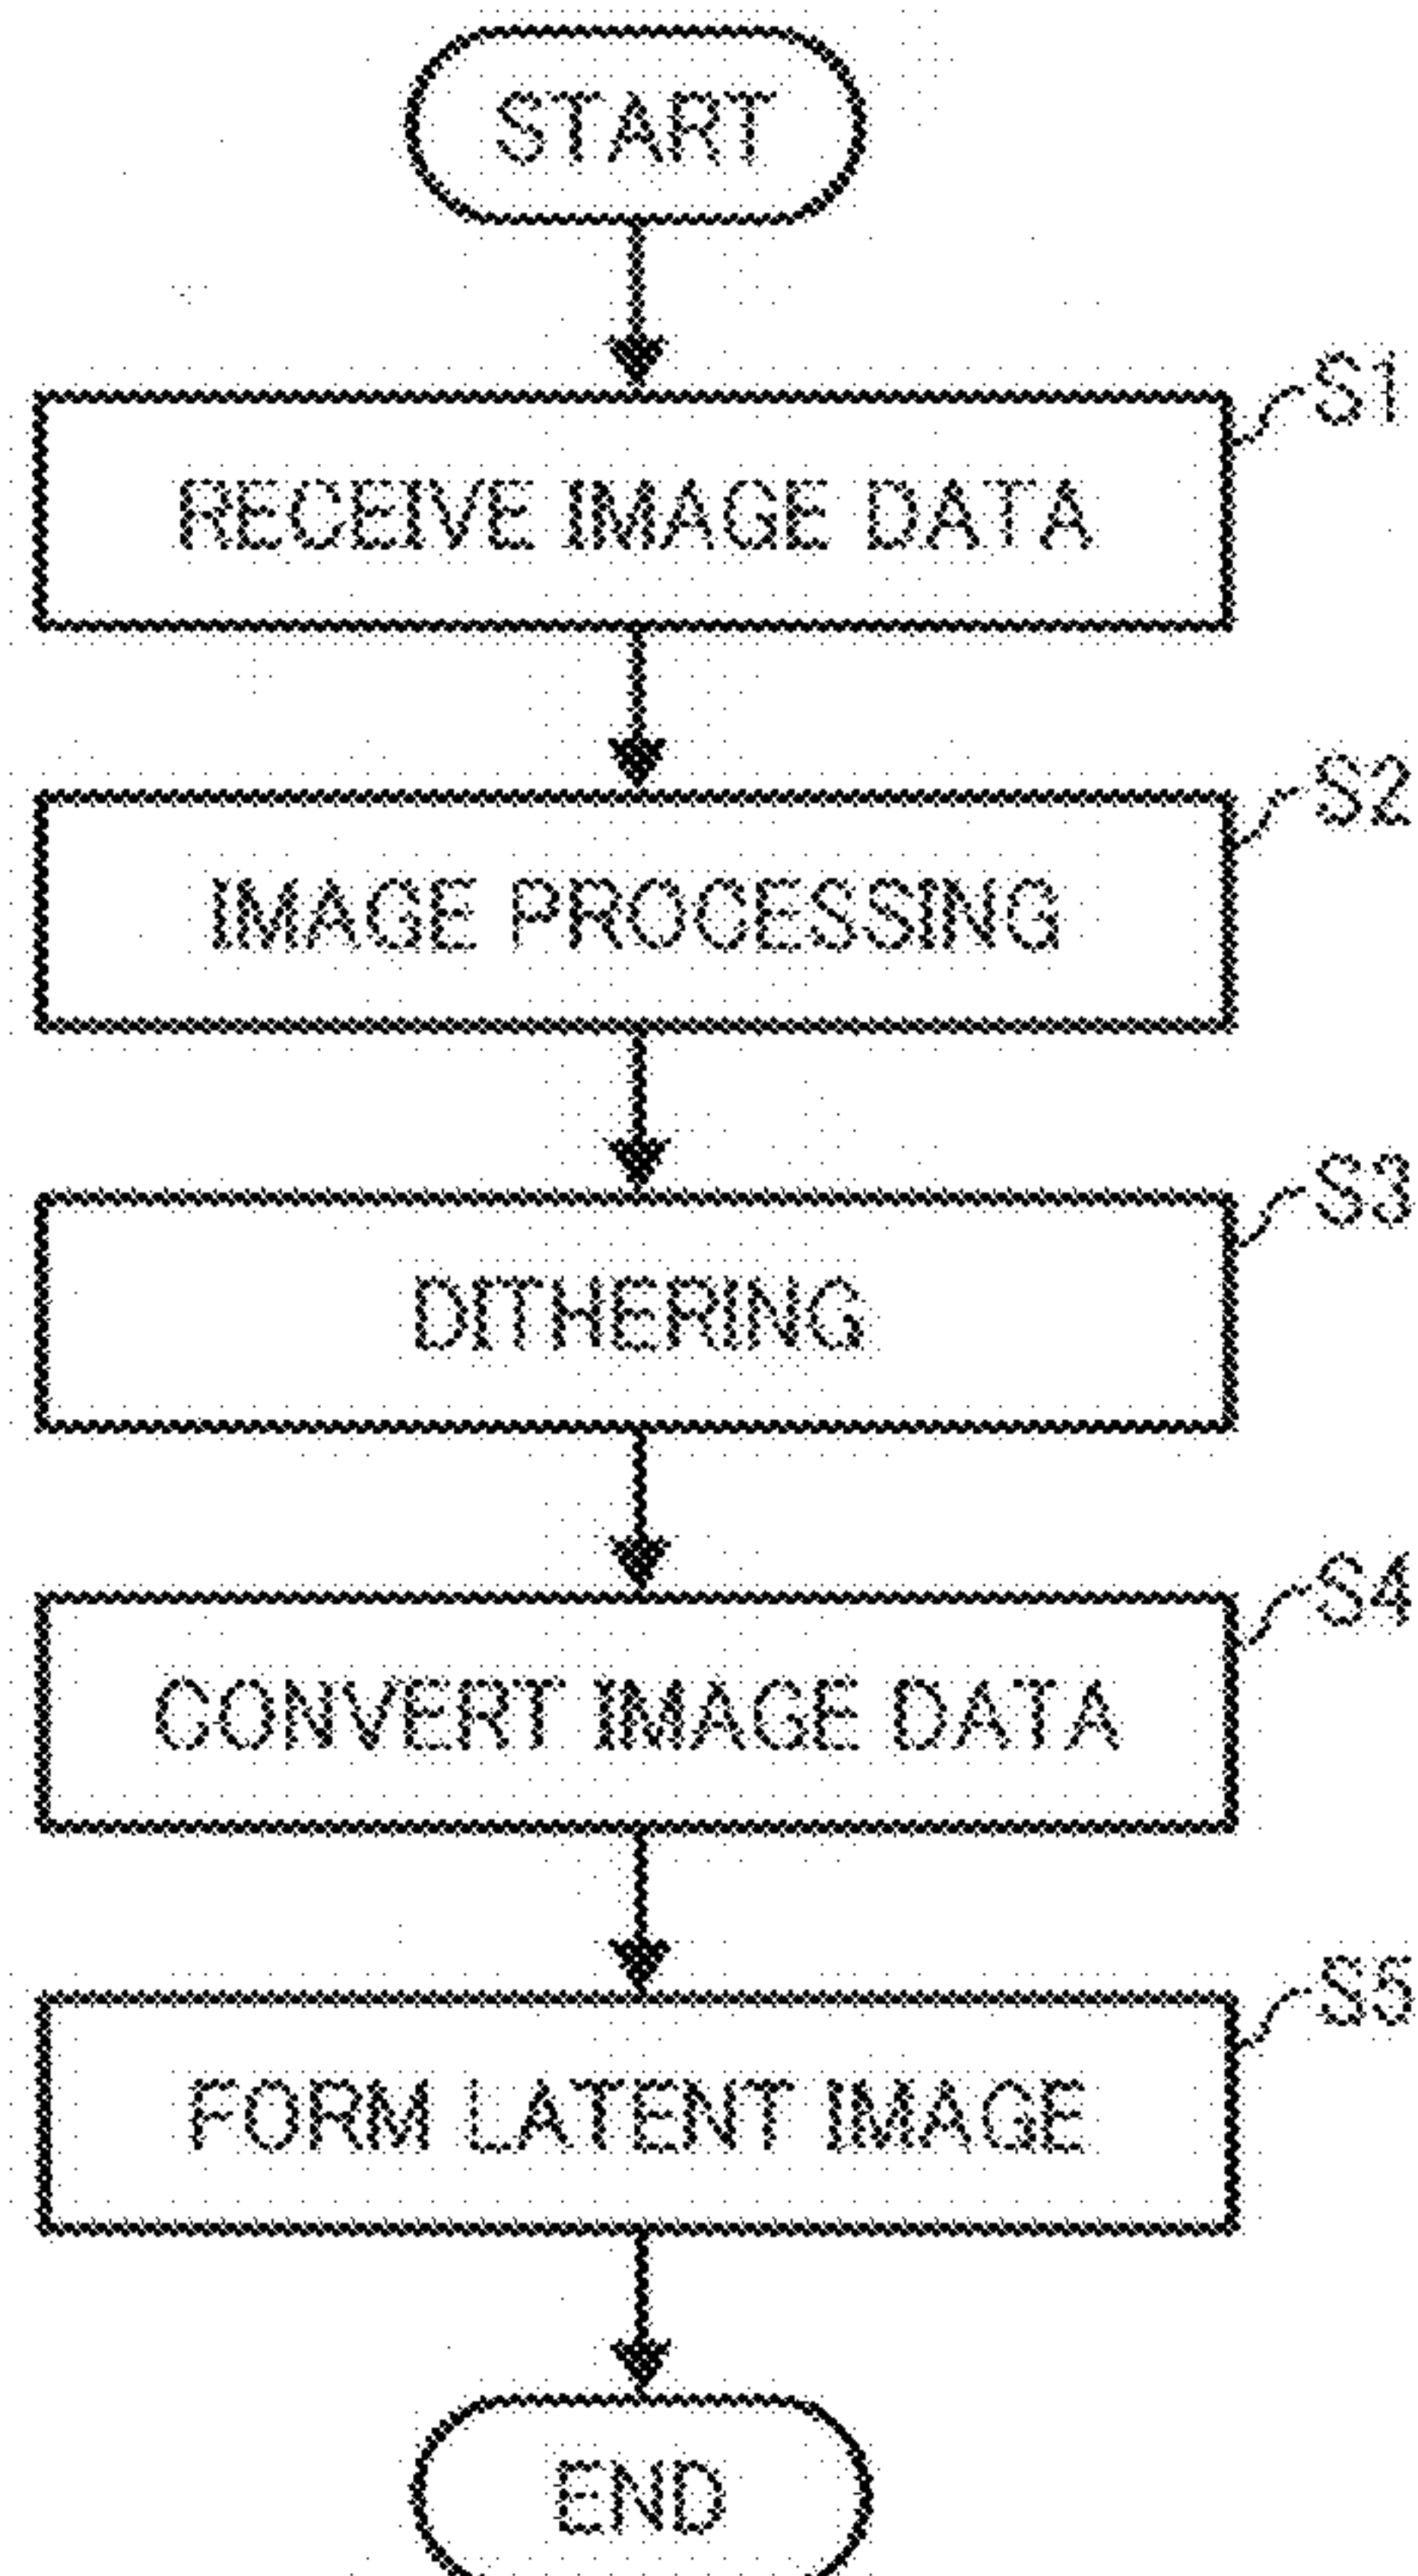 START
S1
RECEIVE IMAGE DATA
S2
IMAGE PROCESSING
S3
DITHERING
S4
CONVERT IMAGE DATA
S5
FORM LATENT IMAGE
END